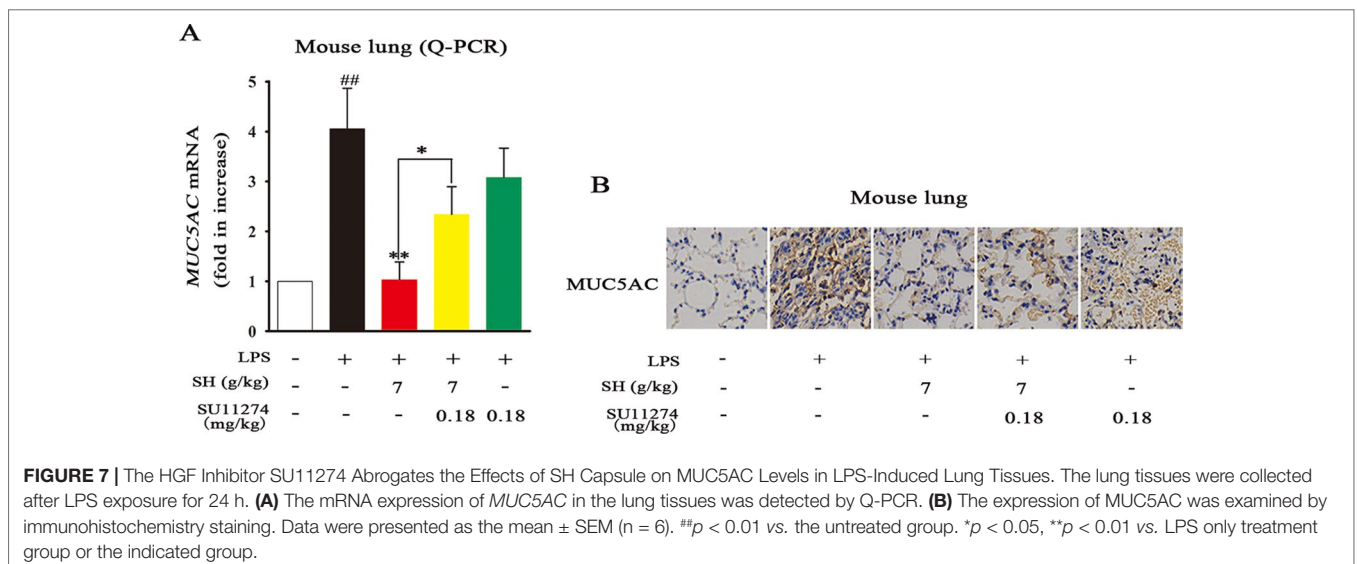 A
Mouse lung (Q-PCR)
MUC5AC mRNA
(fold in increase)
5
4
3
2
1
0
##
**
*
LPS - + + + +
SH (g/kg) - - 7 7 -
SU11274 - - - 0.18 0.18
(mg/kg)
B
Mouse lung
MUC5AC
LPS - + + + +
SH (g/kg) - - 7 7 -
SU11274 - - - 0.18 0.18
(mg/kg)
FIGURE 7 | The HGF Inhibitor SU11274 Abrogates the Effects of SH Capsule on MUC5AC Levels in LPS-Induced Lung Tissues. The lung tissues were collected
after LPS exposure for 24 h. (A) The mRNA expression of MUC5AC in the lung tissues was detected by Q-PCR. (B) The expression of MUC5AC was examined by
immunohistochemistry staining. Data were presented as the mean ± SEM (n = 6). ##p < 0.01 vs. the untreated group. *p < 0.05, **p < 0.01 vs. LPS only treatment
group or the indicated group.